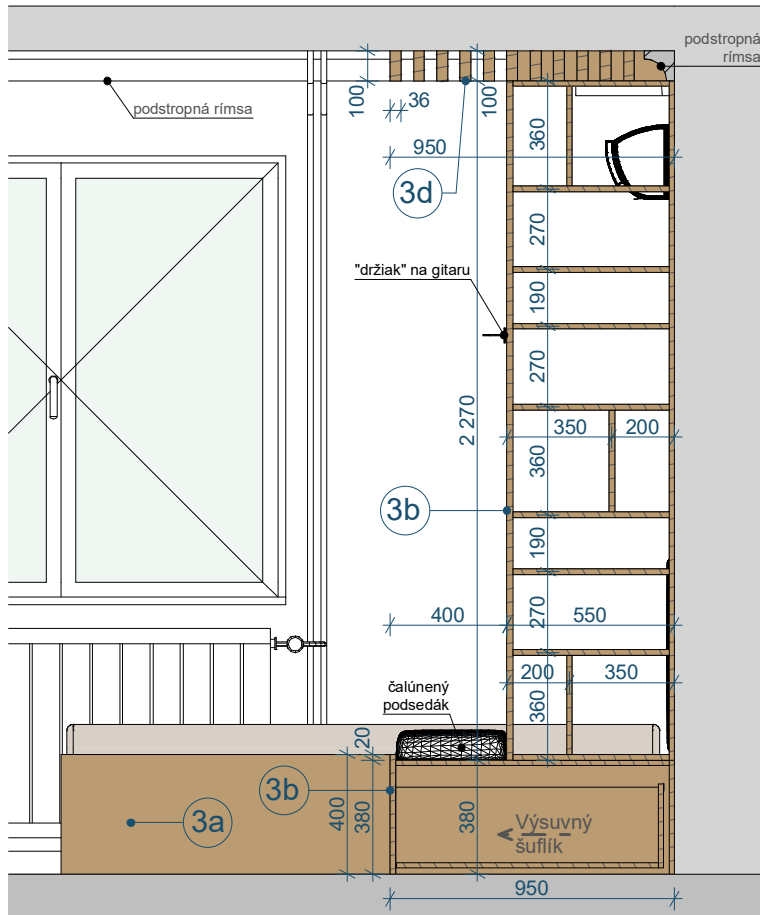 podstropná
rímsa
podstropná rímsa
100
36
100
360
950
3d
270
"držiak" na gitaru
190
270
2 270
350
200
360
3b
190
400
270
550
200
350
čalúnený
podsedák
360
20
3b
3a
400
380
380
Výsuvný
šuflík
950